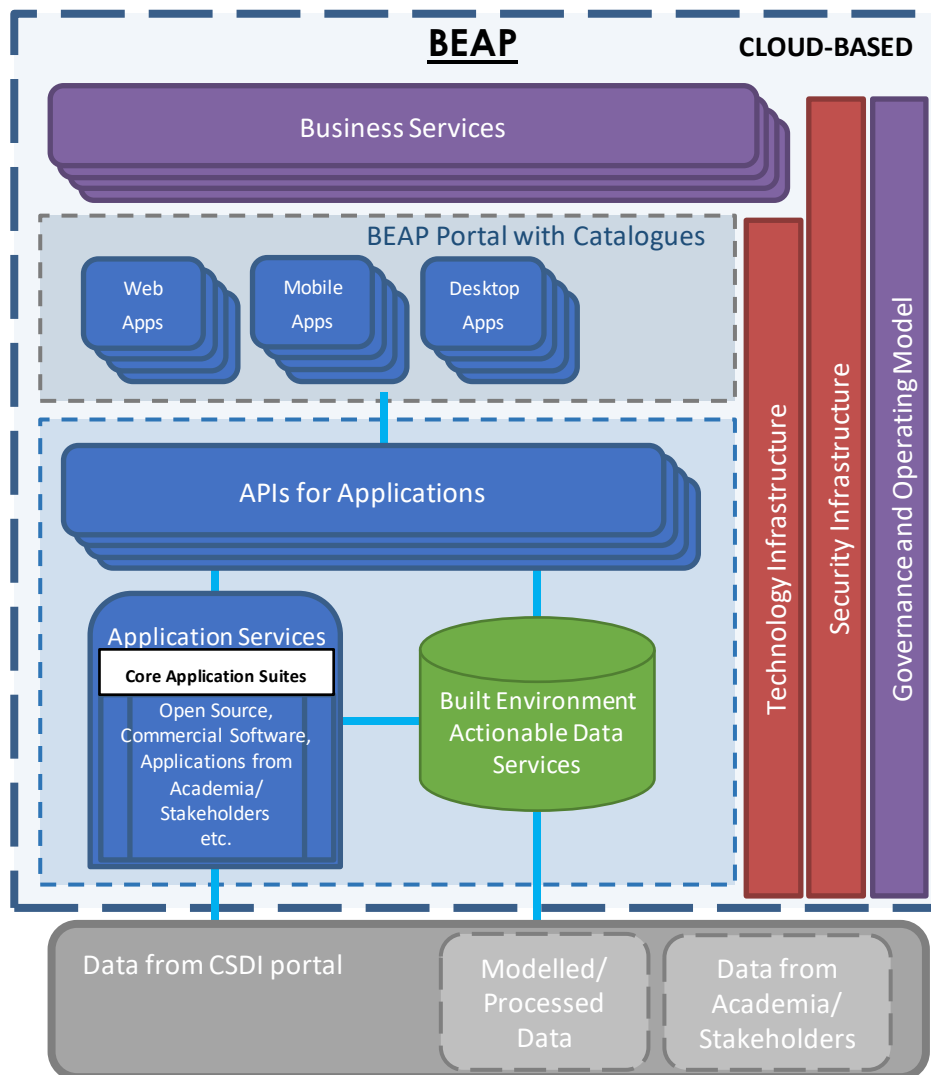 BEAP
CLOUD-BASED
Business Services
BEAP Portal with Catalogues
Web
Apps
Mobile
Apps
Desktop
Apps
APIs for Applications
Application Services
Core Application Suites
Open Source,
Commercial Software,
Applications from
Academia/
Stakeholders
etc.
Built Environment
Actionable Data
Services
Technology Infrastructure
Security Infrastructure
Governance and Operating Model
Data from CSDI portal
Modelled/
Processed
Data
Data from
Academia/
Stakeholders